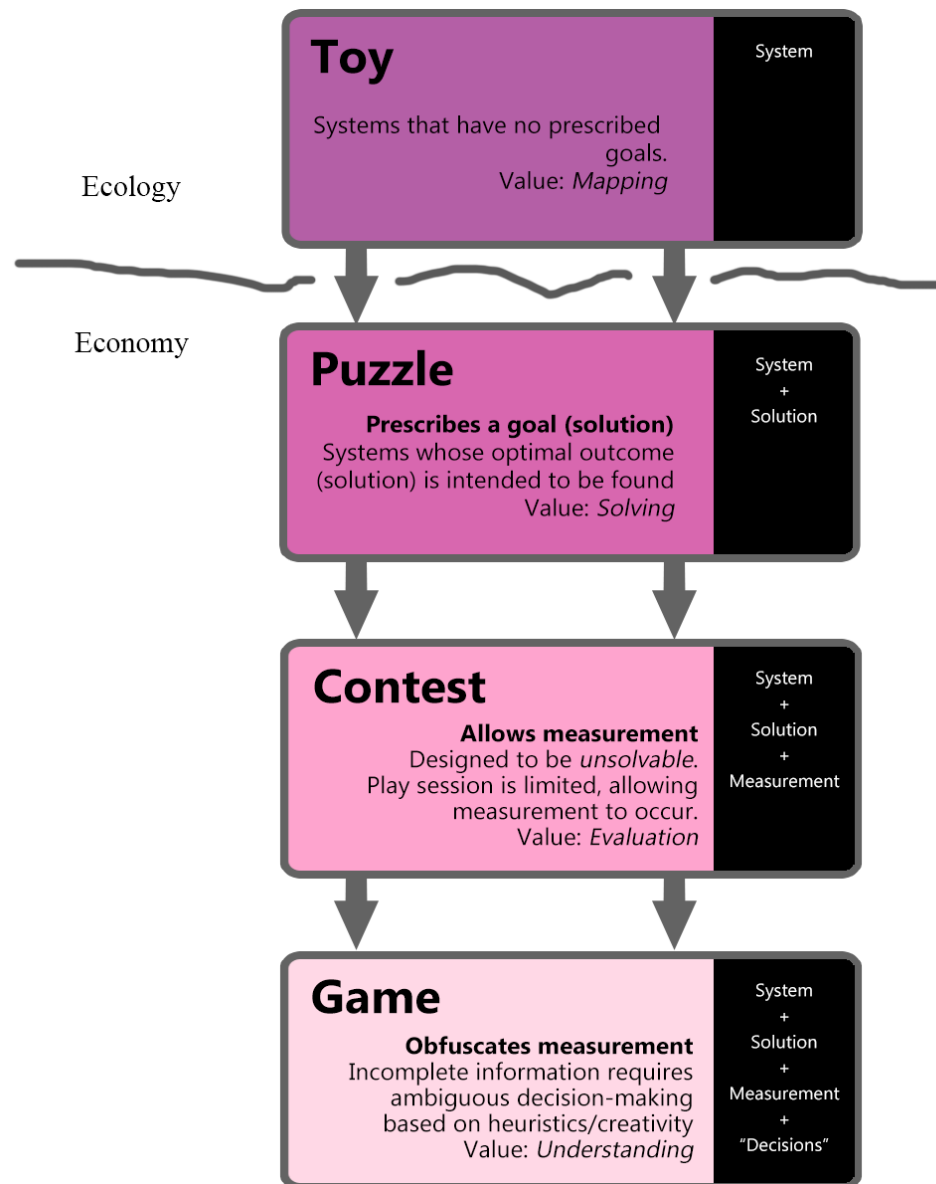 Toy
System
Systems that have no prescribed
goals.
Value: Mapping
Ecology
Economy
Puzzle
Prescribes a goal (solution)
Systems whose optimal outcome
(solution) is intended to be found
Value: Solving
System
+
Solution
Contest
Allows measurement
Designed to be unsolvable.
Play session is limited, allowing
measurement to occur.
Value: Evaluation
System
+
Solution
+
Measurement
Game
Obfuscates measurement
Incomplete information requires
ambiguous decision-making
based on heuristics/creativity
Value: Understanding
System
+
Solution
+
Measurement
+
“Decisions”